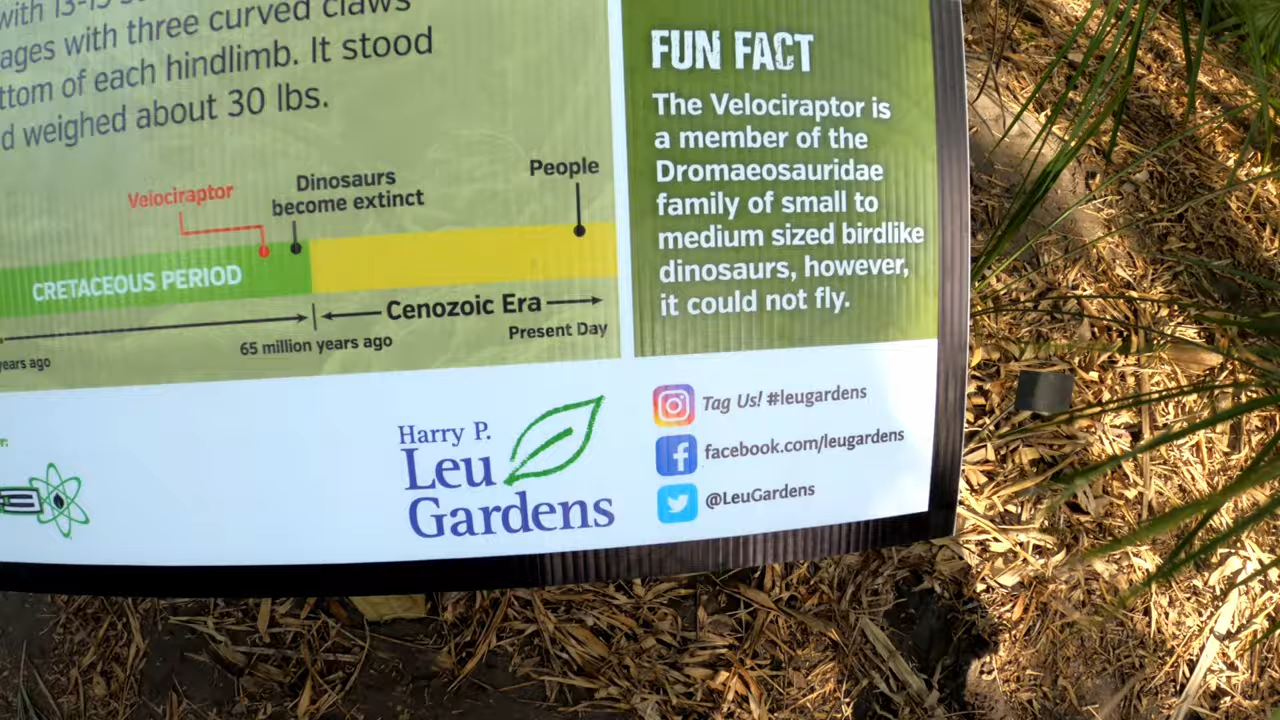 with 13-15
ages with three curved claws
ttom of each hindlimb. It stood
d weighed about 30 lbs.
Velociraptor
Dinosaurs
become extinct
People
CRETACEOUS PERIOD
Cenozoic Era
years ago
65 million years ago
Present Day
FUN FACT
The Velociraptor is
a member of the
Dromaeosauridae
family of small to
medium sized birdlike
dinosaurs, however,
it could not fly.
Harry P.
Leu
Gardens
Tag Us! #leugardens
facebook.com/leugardens
@LeuGardens